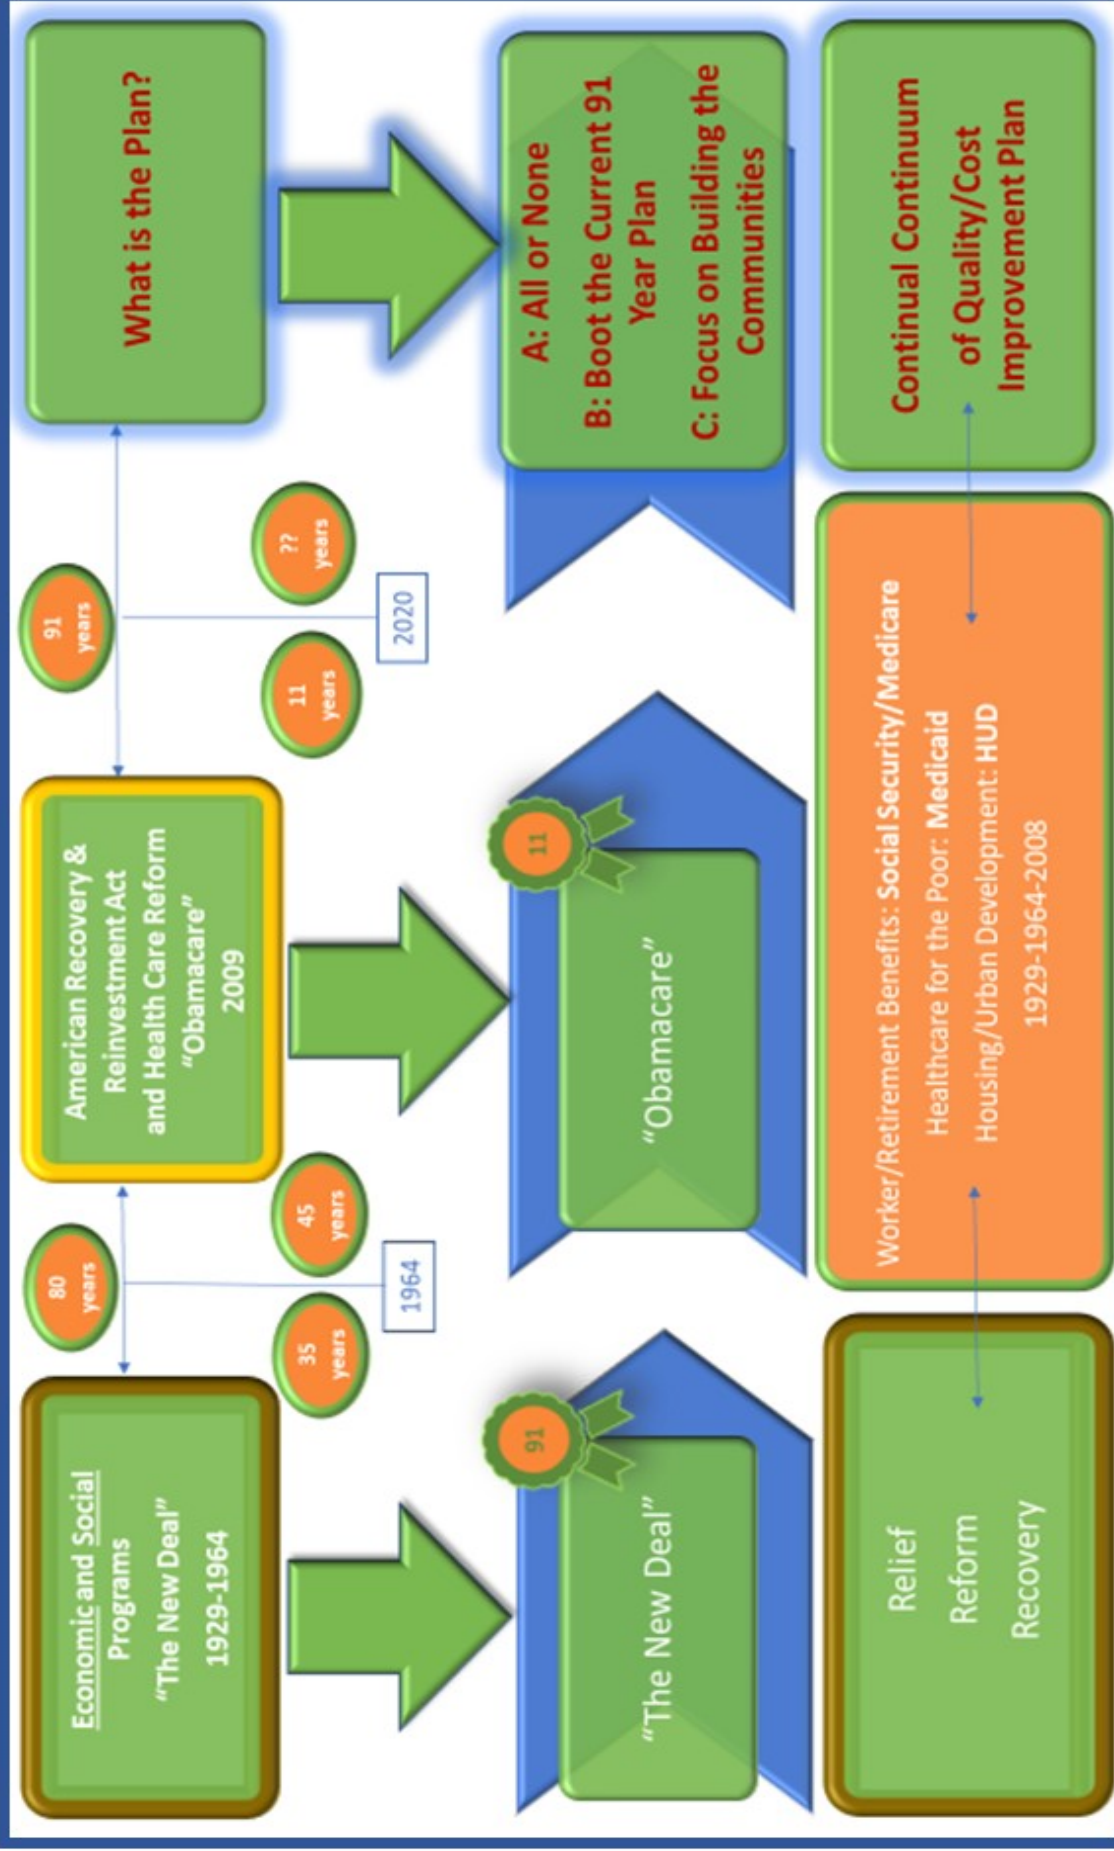 Economic and Social
Programs
“The New Deal”
1929-1964
80
years
35
years
45
years
1964
American Recovery &
Reinvestment Act
and Health Care Reform
“Obamacare”
2009
91
years
11
years
??
years
2020
What is the Plan?
“The New Deal”
91
“Obamacare”
11
A: All or None
B: Boot the Current 91
Year Plan
C: Focus on Building the
Communities
Relief
Reform
Recovery
Worker/Retirement Benefits: Social Security/Medicare
Healthcare for the Poor: Medicaid
Housing/Urban Development: HUD
1929-1964-2008
Continual Continuum
of Quality/Cost
Improvement Plan